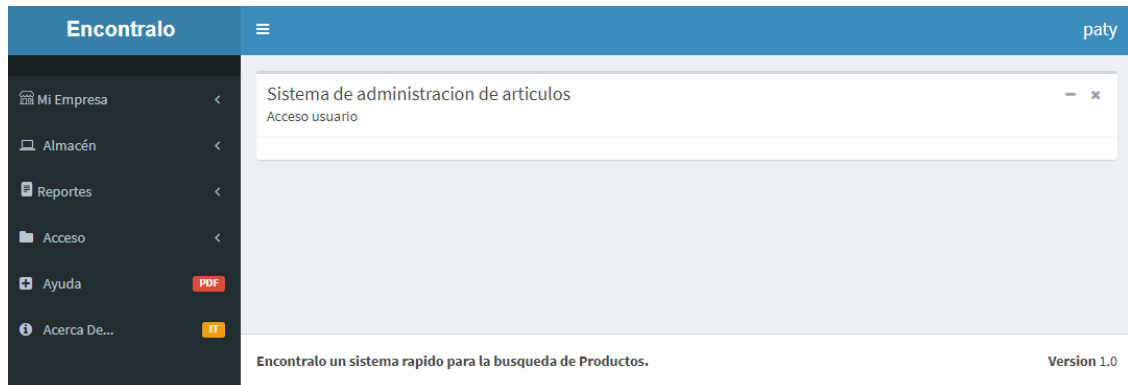 Encontralo
paty
Mi Empresa
Almacén
Reportes
Acceso
Ayuda PDF
Acerca De... IT
Sistema de administracion de articulos
Acceso usuario
Encontralo un sistema rapido para la busqueda de Productos.
Version 1.0